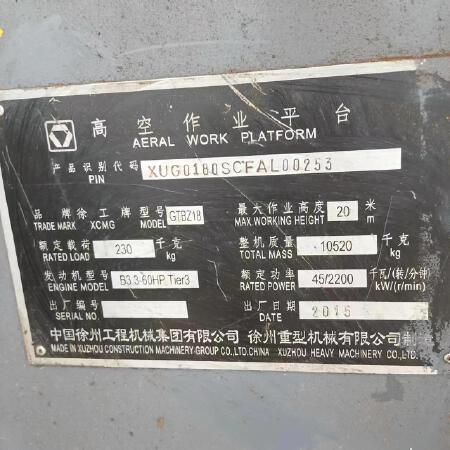 高空作业平台
AERAL WORK PLATFORM
产品识别代码 XUG0180SCFAL00253
PIN
品牌 徐工牌 型号 GTBZ18 最大作业高度 20 米
TRADE MARK XCMG MODEL MAX.WORKING HEIGHT m
额定载荷 230 千克 整机质量 10520 千克
RATED LOAD kg TOTAL MASS kg
发动机型号 B3.3-60HP Tier3 额定功率 45/2200 千瓦/(转/分钟)
ENGINE MODEL RATED POWER kW/(r/min)
出厂编号 出厂日期 2015
SERIAL NO. DATE
中国徐州工程机械集团有限公司 徐州重型机械有限公司制造
MADE IN XUZHOU CONSTRUCTION MACHINERY GROUP CO.,LTD.CHINA XUZHOU HEAVY MACHINERY CO.,LTD.